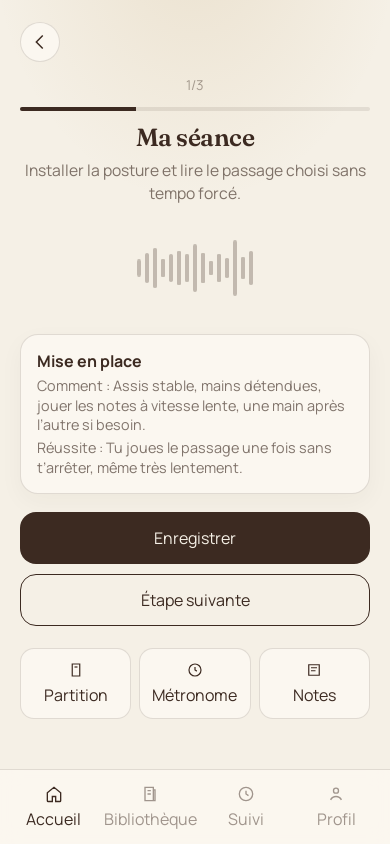 1/3
Ma séance
Installer la posture et lire le passage choisi sans
tempo forcé.
Mise en place
Comment : Assis stable, mains détendues,
jouer les notes à vitesse lente, une main après
l'autre si besoin.
Réussite : Tu joues le passage une fois sans
t'arrêter, même très lentement.
Enregistrer
Étape suivante
Partition
Métronome
Notes
Accueil
Bibliothèque
Suivi
Profil